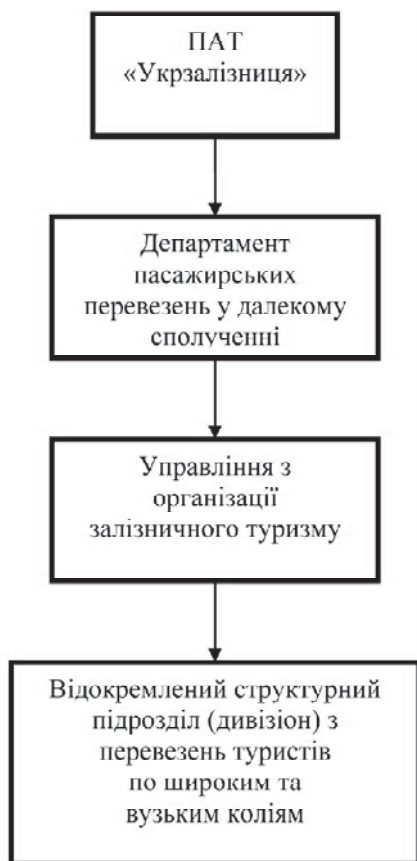 ПАТ
«Укрзалізниця»
Департамент
пасажирських
перевезень у далекому
сполученні
Управління з
організації
залізничного туризму
Відокремлений структурний
підрозділ (дивізіон) з
перевезень туристів
по широким та
вузьким коліям